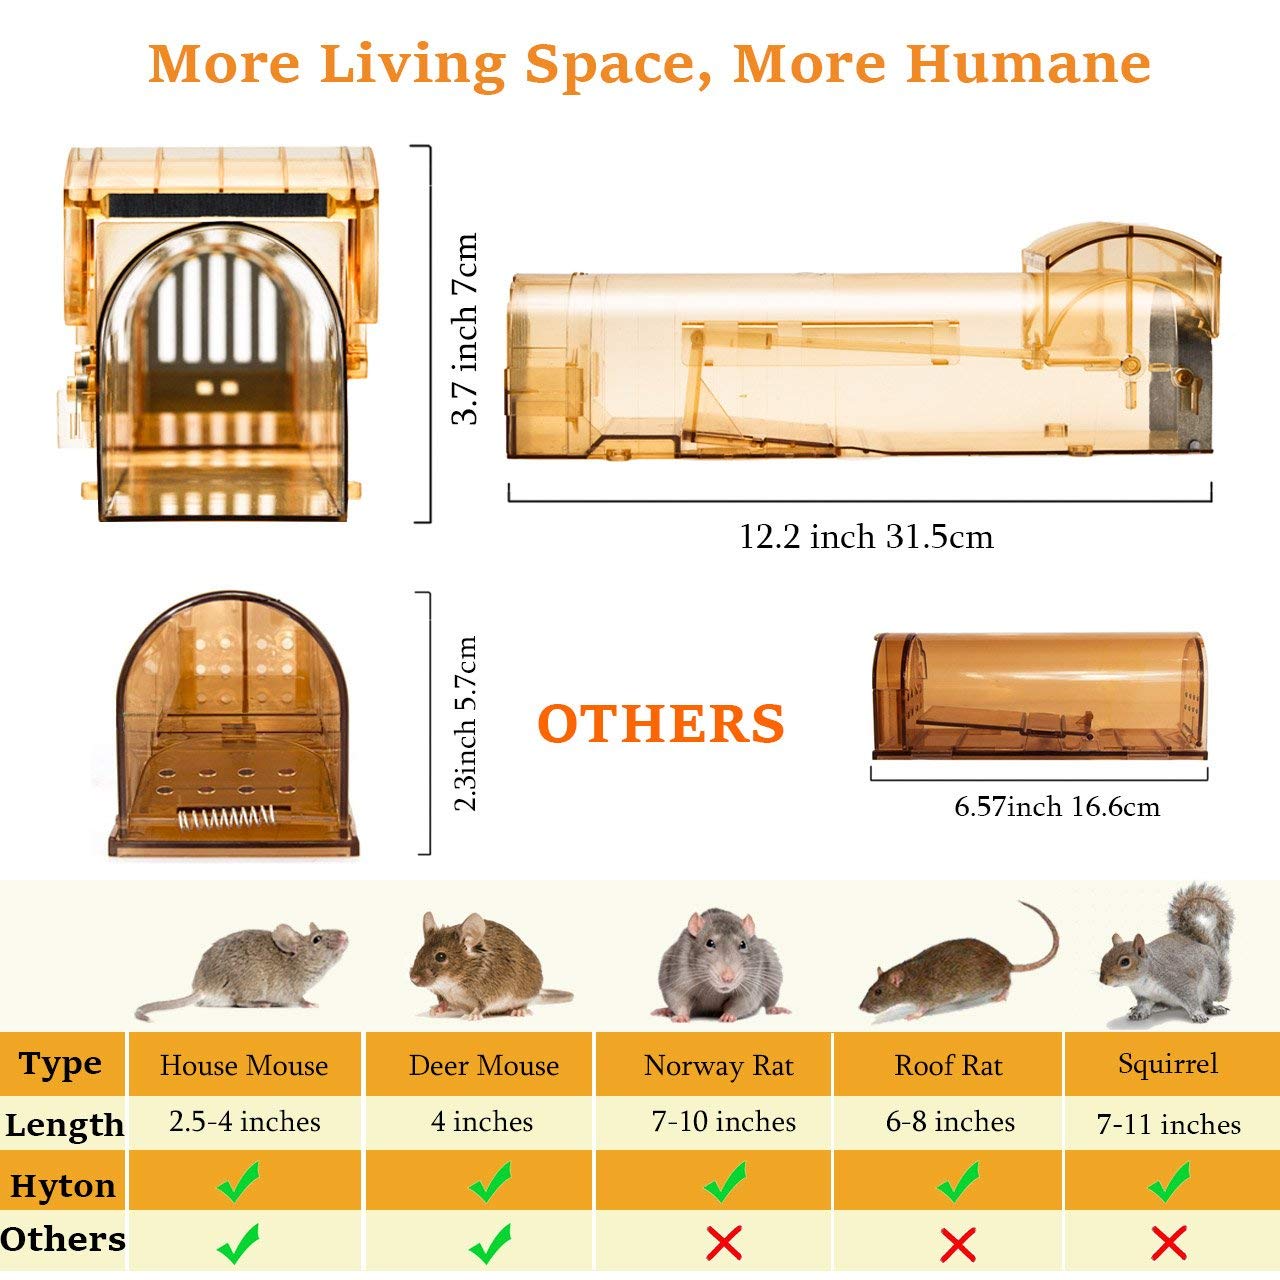 More Living Space, More Humane
3.7 inch 7cm
12.2 inch 31.5cm
2.3inch 5.7cm
OTHERS
6.57inch 16.6cm
Type House Mouse Deer Mouse Norway Rat Roof Rat Squirrel
Length 2.5-4 inches 4 inches 7-10 inches 6-8 inches 7-11 inches
Hyton
Others